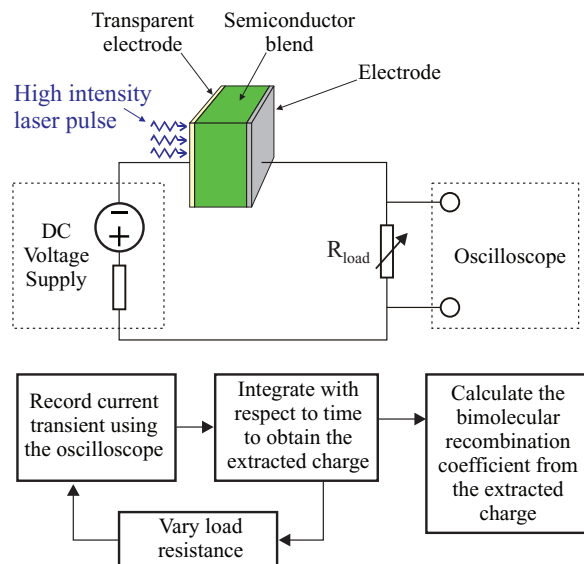 Transparent
electrode
Semiconductor
blend
Electrode
High intensity
laser pulse
DC
Voltage
Supply
−
+
Rload
Oscilloscope
Record current
transient using
the oscilloscope
Integrate with
respect to time
to obtain the
extracted charge
Calculate the
bimolecular
recombination
coefficient from
the extracted
charge
Vary load
resistance